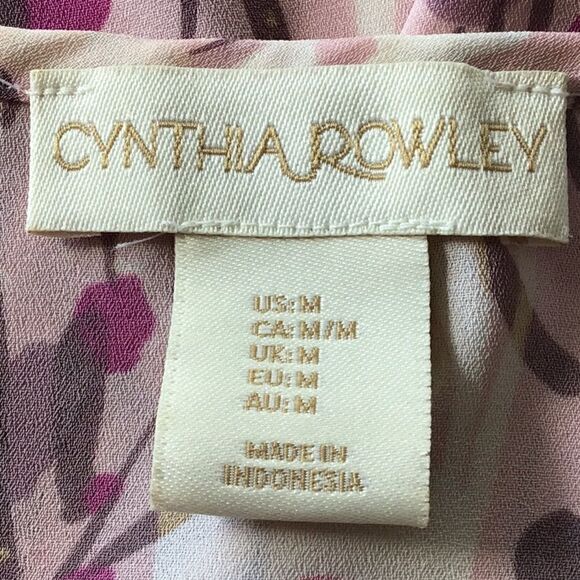 CYNTHIA ROWLEY
US: M
CA: M/M
UK: M
EU: M
AU: M
MADE IN
INDONESIA